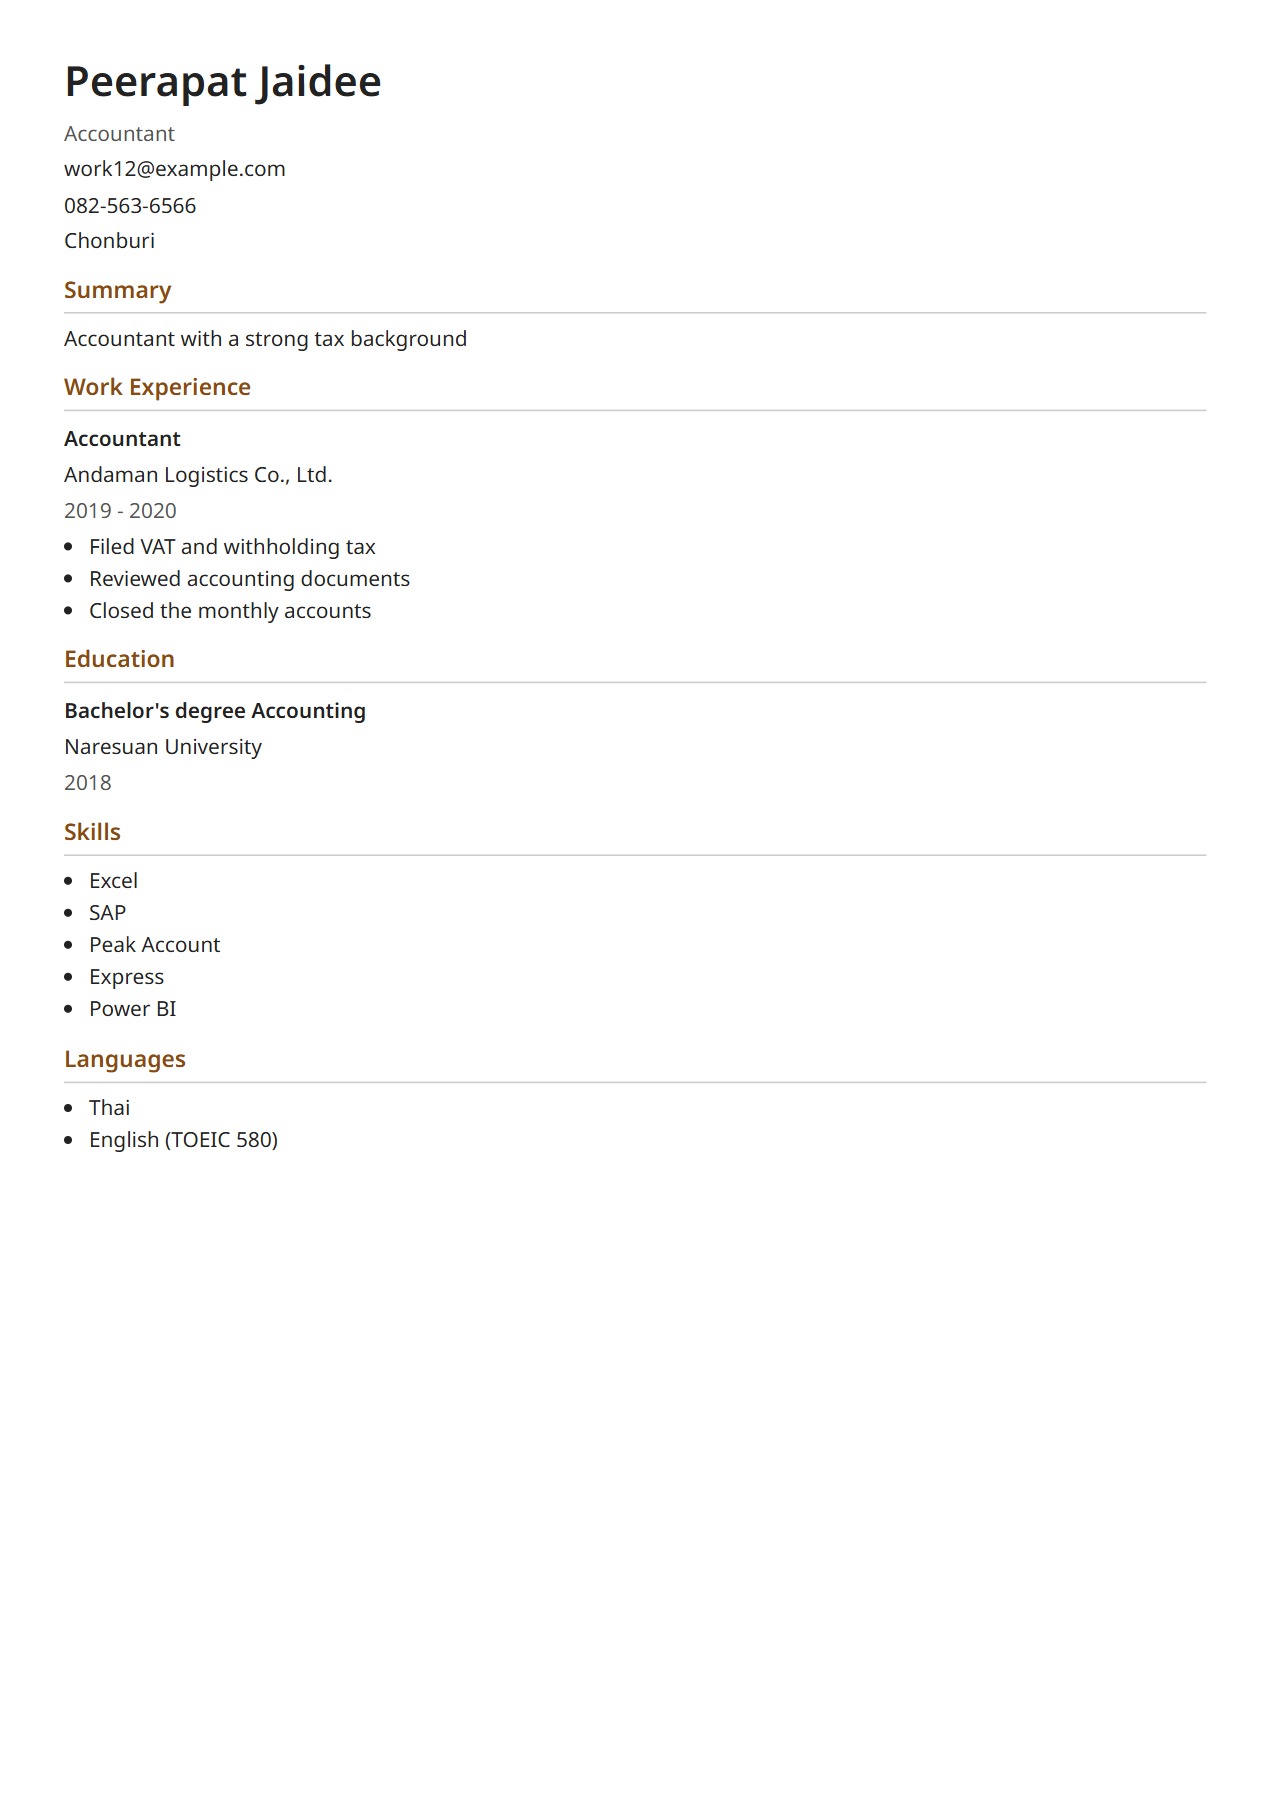 Peerapat Jaidee
Accountant
work12@example.com
082-563-6566
Chonburi
Summary
Accountant with a strong tax background
Work Experience
Accountant
Andaman Logistics Co., Ltd.
2019 - 2020
• Filed VAT and withholding tax
• Reviewed accounting documents
• Closed the monthly accounts
Education
Bachelor's degree Accounting
Naresuan University
2018
Skills
• Excel
• SAP
• Peak Account
• Express
• Power BI
Languages
• Thai
• English (TOEIC 580)